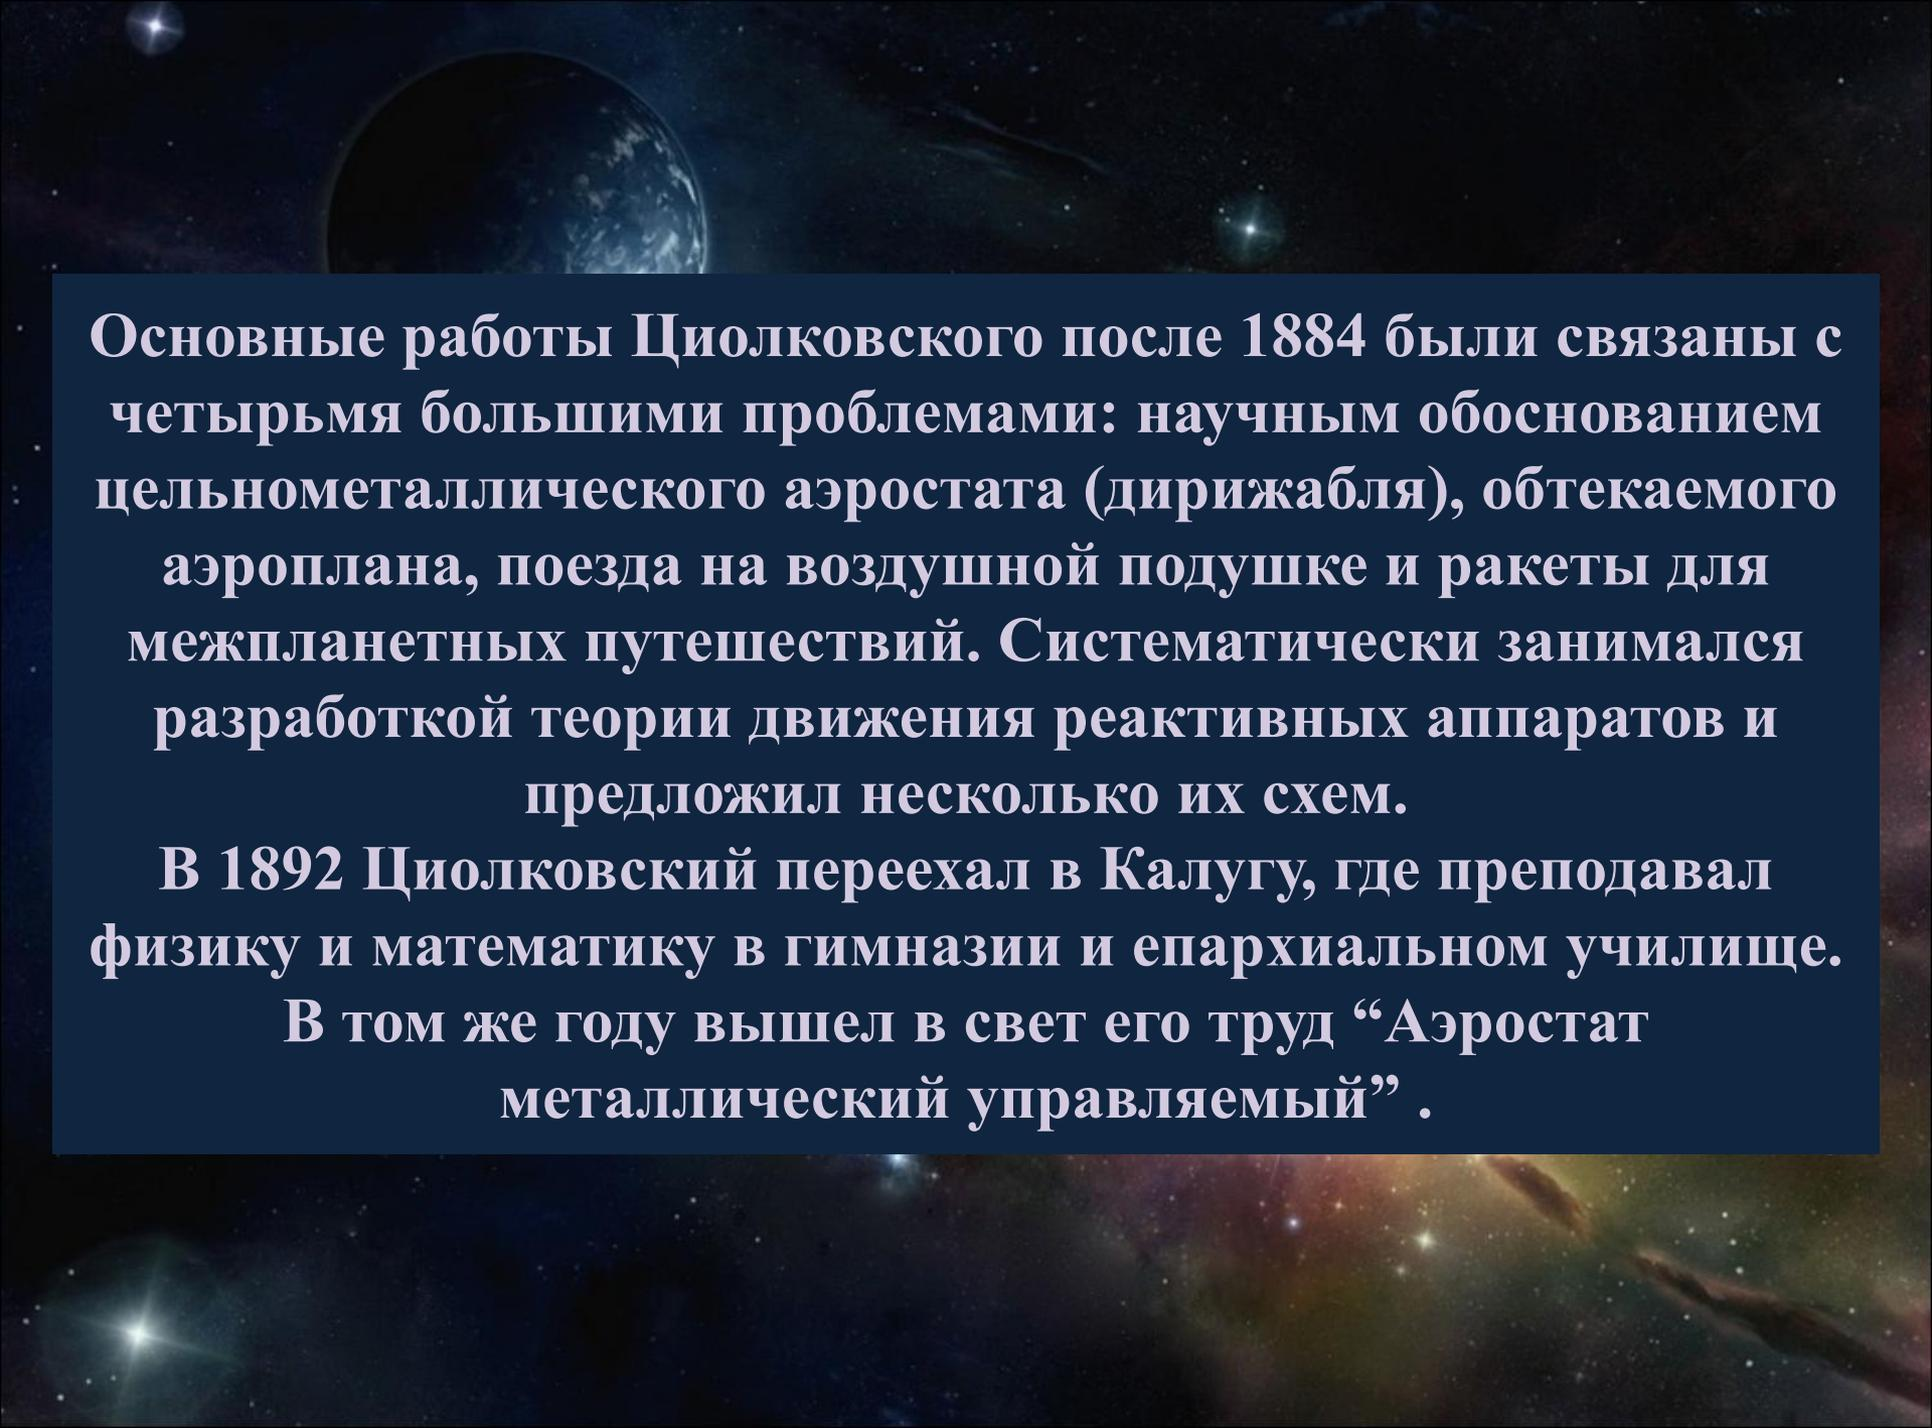 Основные работы Циолковского после 1884 были связаны с
четырьмя большими проблемами: научным обоснованием
цельнометаллического аэростата (дирижабля), обтекаемого
аэроплана, поезда на воздушной подушке и ракеты для
межпланетных путешествий. Систематически занимался
разработкой теории движения реактивных аппаратов и
предложил несколько их схем.
В 1892 Циолковский переехал в Калугу, где преподавал
физику и математику в гимназии и епархиальном училище.
В том же году вышел в свет его труд “Аэростат
металлический управляемый” .